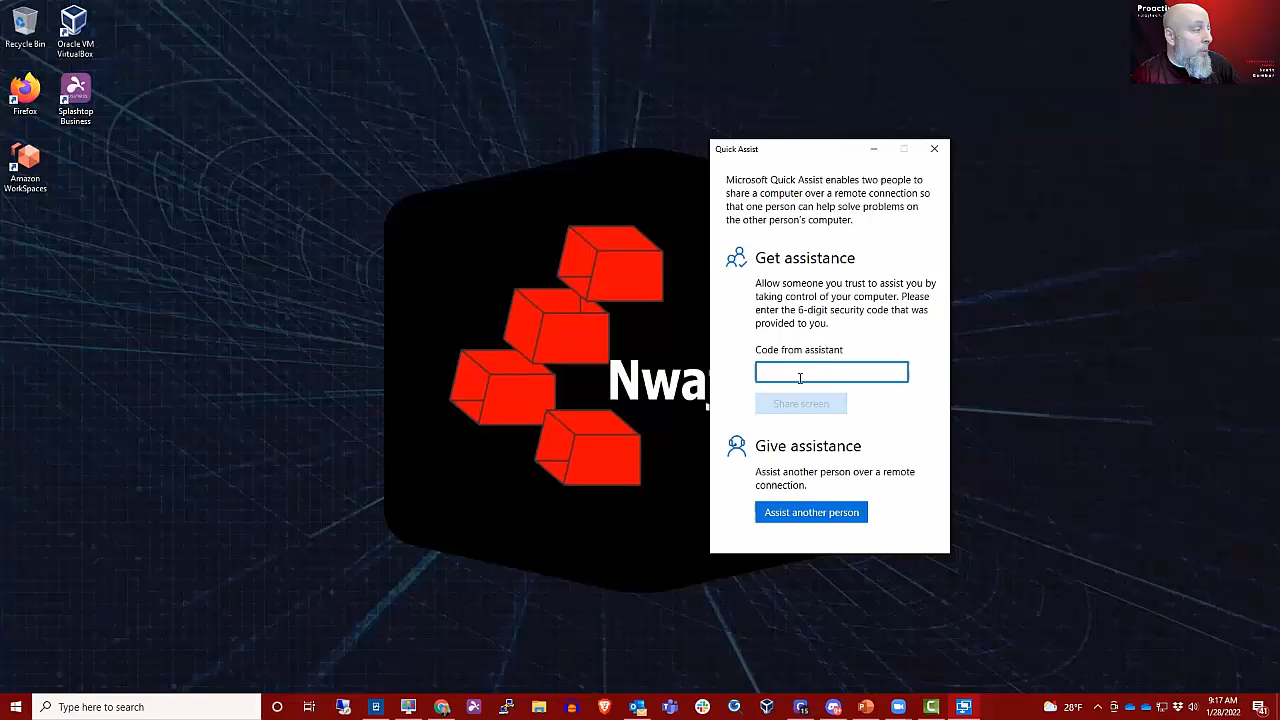 Recycle Bin
Oracle VM
VirtualBox
Firefox
Splashtop
Business
Amazon
WorkSpaces
Proactiv
Scott
Gombar
Quick Assist
Microsoft Quick Assist enables two people to
share a computer over a remote connection so
that one person can help solve problems on
the other person's computer.
Get assistance
Allow someone you trust to assist you by
taking control of your computer. Please
enter the 6-digit security code that was
provided to you.
Code from assistant
Share screen
Give assistance
Assist another person over a remote
connection.
Assist another person
Nwaj
Type here to search
28°F
9:17 AM
1/28/2022